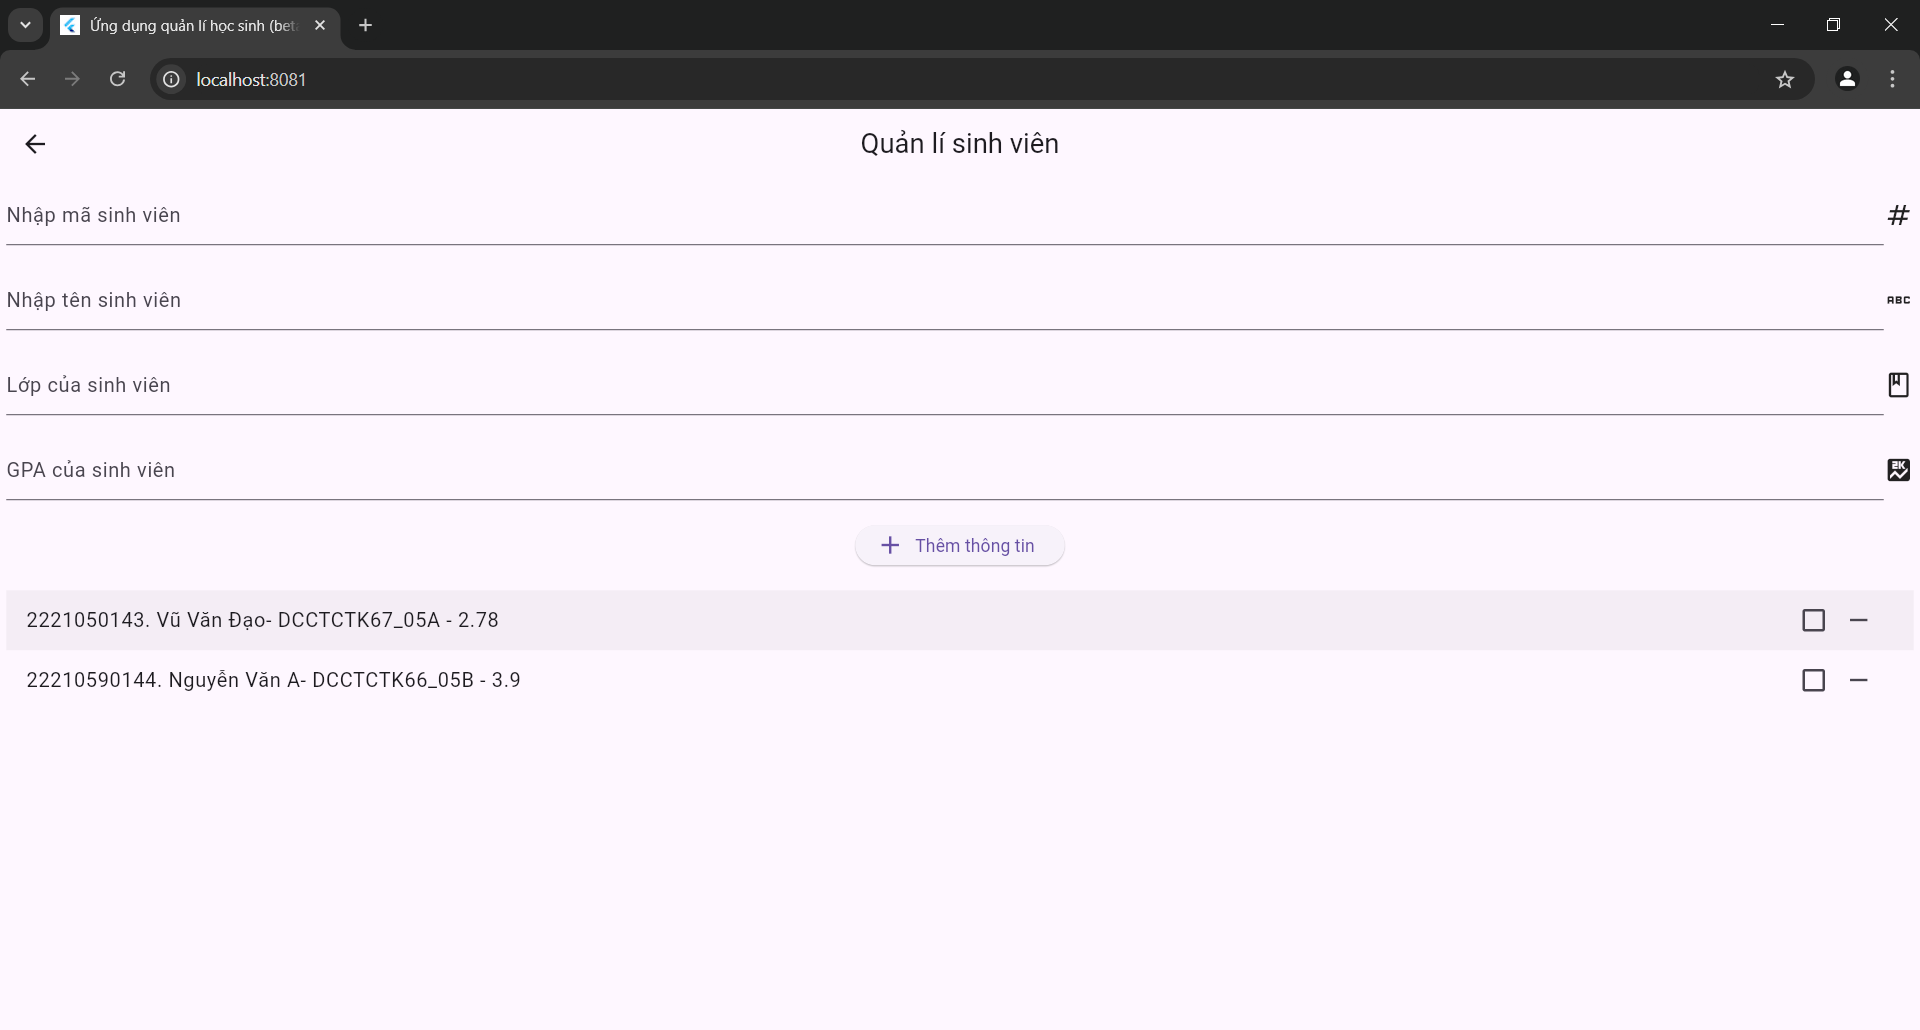 Ứng dụng quản lí học sinh (beta
localhost:8081
Quản lí sinh viên
Nhập mã sinh viên
#
Nhập tên sinh viên
ABC
Lớp của sinh viên
GPA của sinh viên
2K
Thêm thông tin
2221050143. Vũ Văn Đạo- DCCTCTK67_05A - 2.78
22210590144. Nguyễn Văn A- DCCTCTK66_05B - 3.9